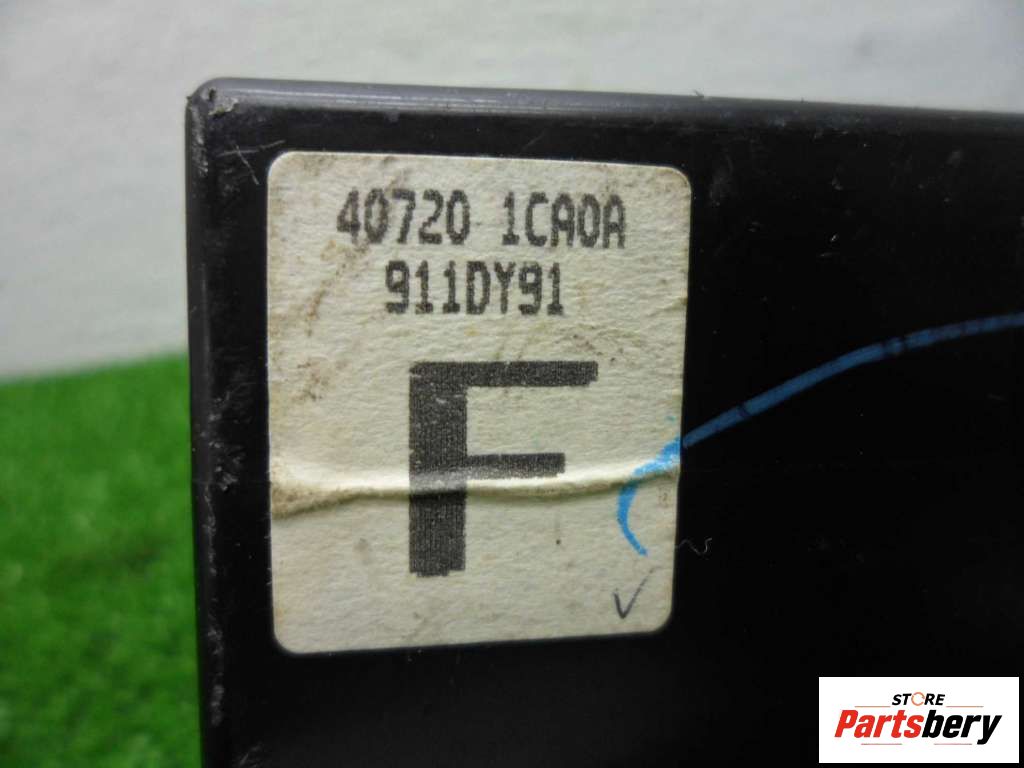 40720 1CA0A
911DY91
F
STORE
Partsbery